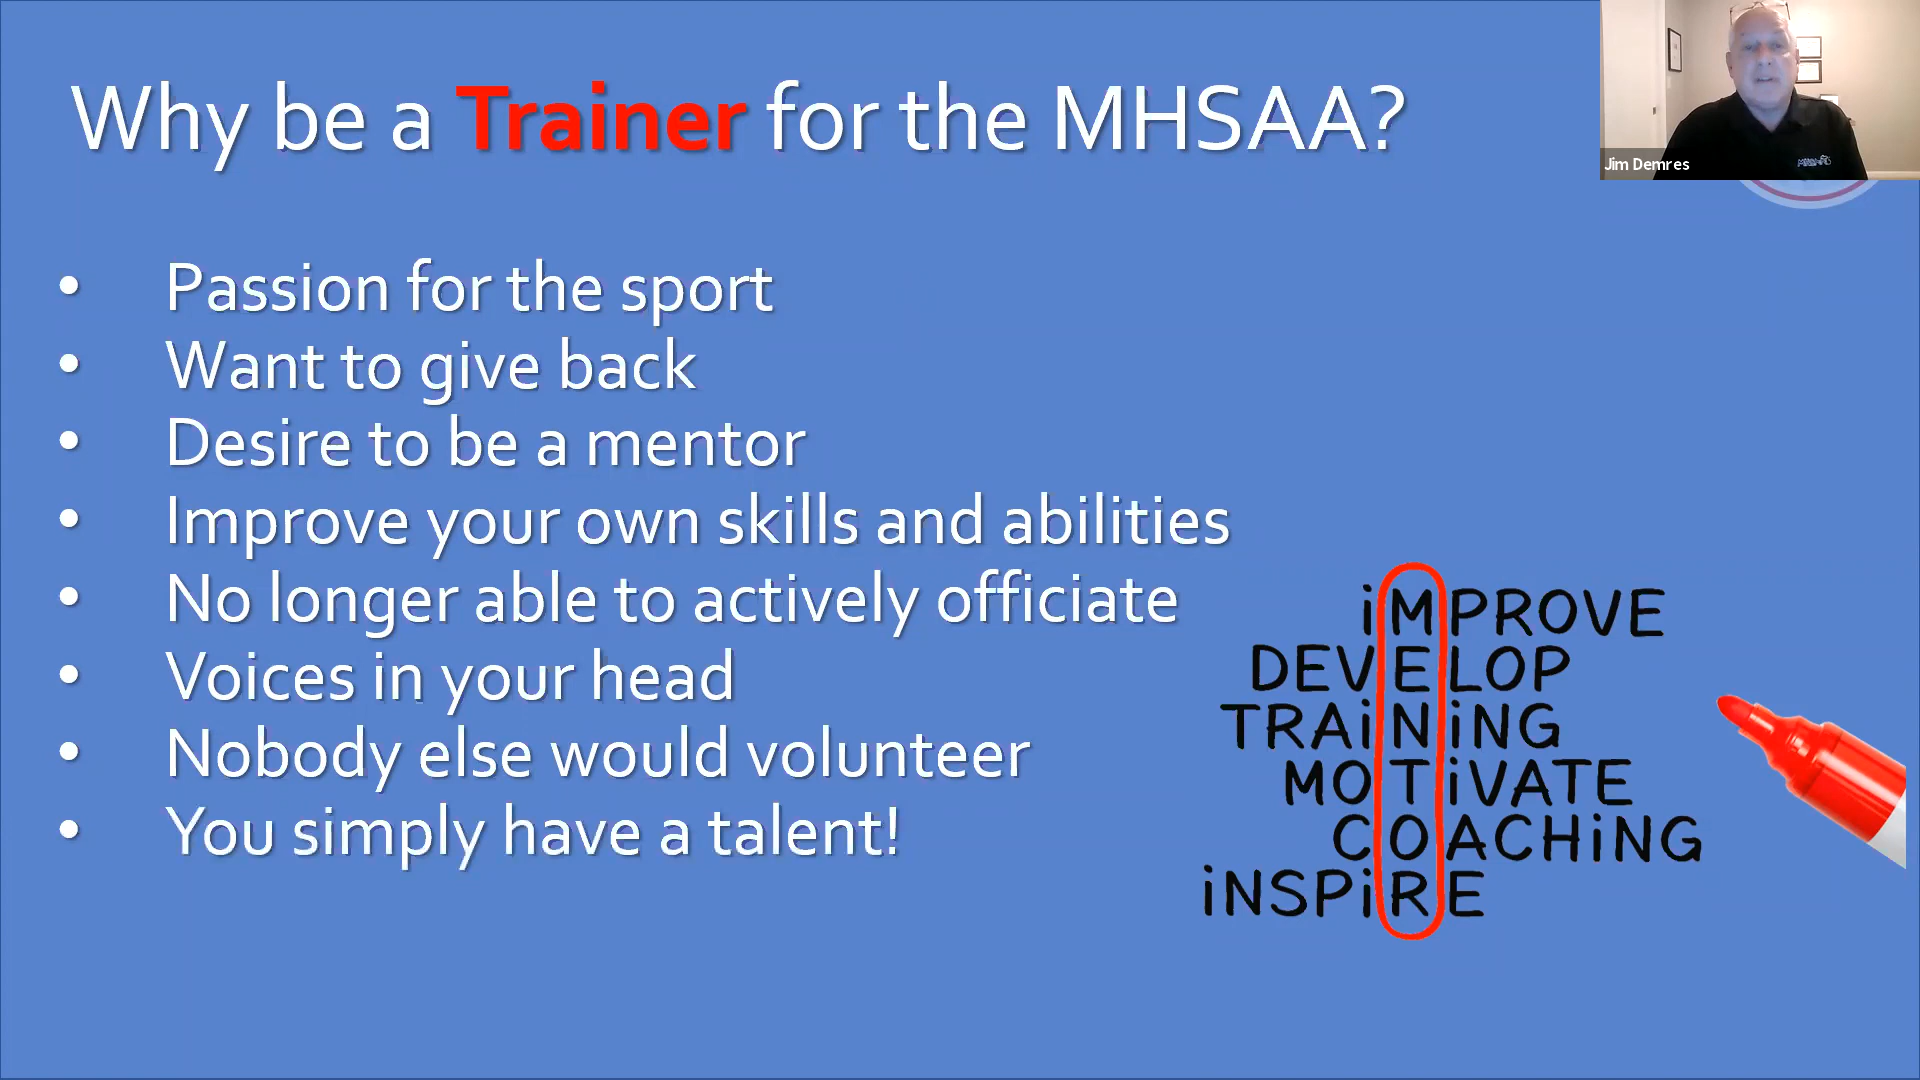 Why be a Trainer for the MHSAA?
Jim Demres
• Passion for the sport
• Want to give back
• Desire to be a mentor
• Improve your own skills and abilities
• No longer able to actively officiate
• Voices in your head
• Nobody else would volunteer
• You simply have a talent!
iMPROVE
DEVELOP
TRAiNiNG
MOTiVATE
COACHiNG
iNSPiRE